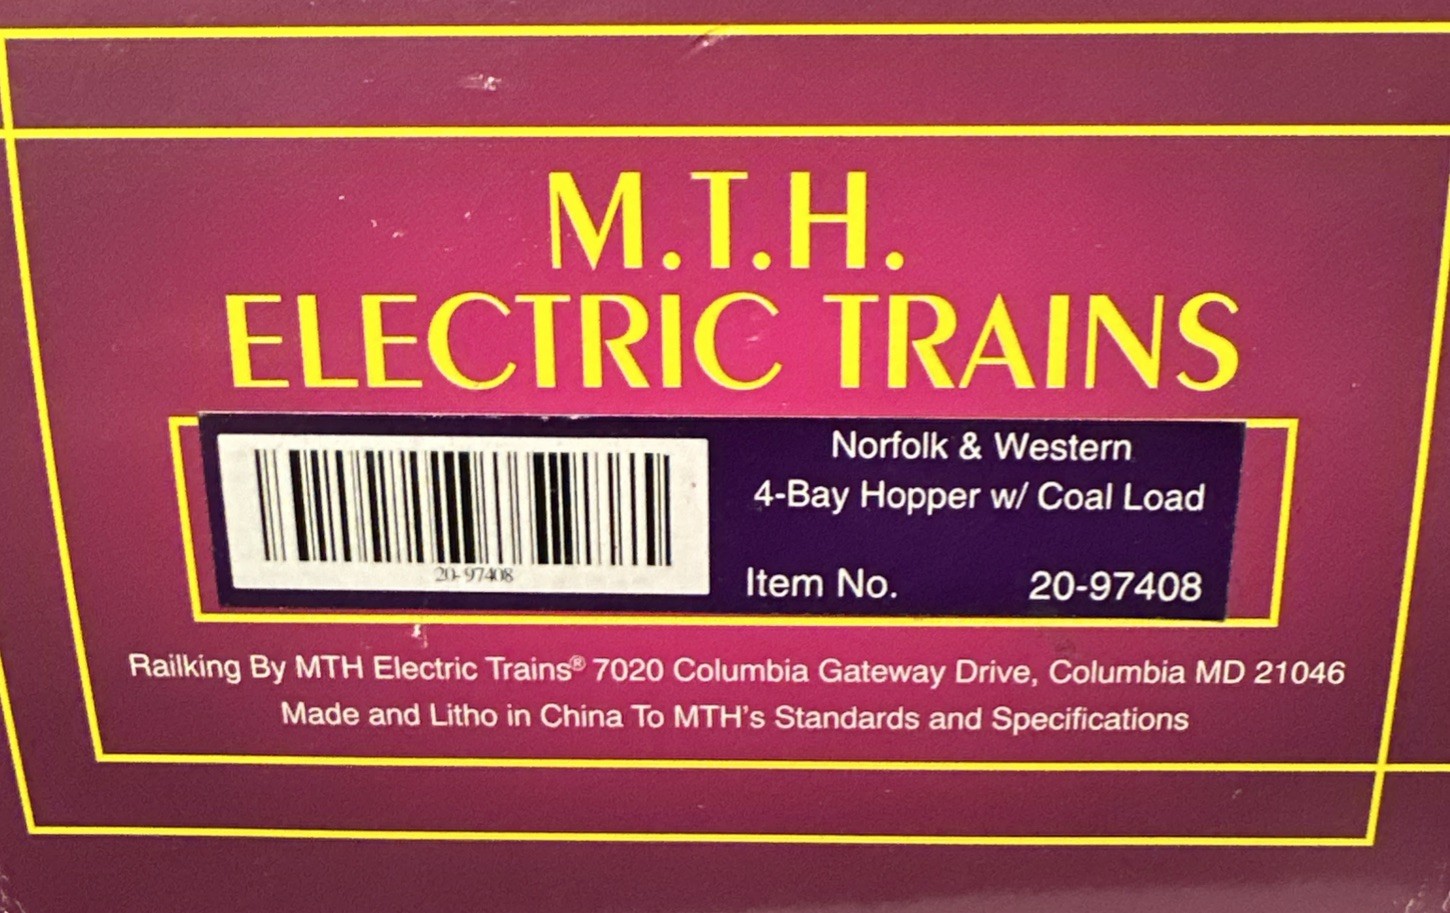 M.T.H.
ELECTRIC TRAINS
20-97408
Norfolk & Western
4-Bay Hopper w/ Coal Load
Item No. 20-97408
Railking By MTH Electric Trains® 7020 Columbia Gateway Drive, Columbia MD 21046
Made and Litho in China To MTH's Standards and Specifications